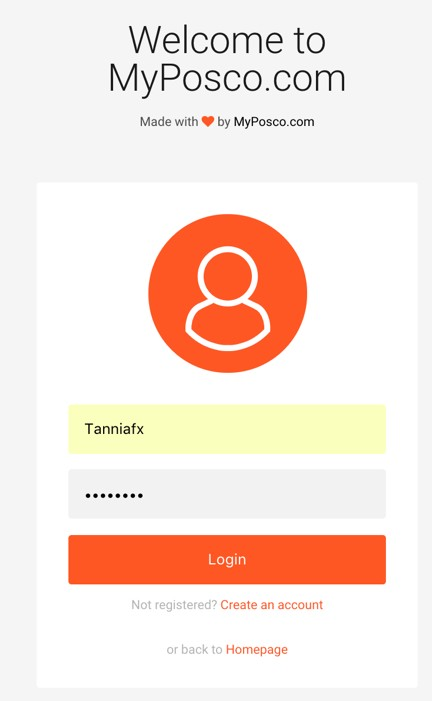 Welcome to
MyPosco.com
Made with ❤ by MyPosco.com
Tanniafx
••••••••
Login
Not registered? Create an account
or back to Homepage